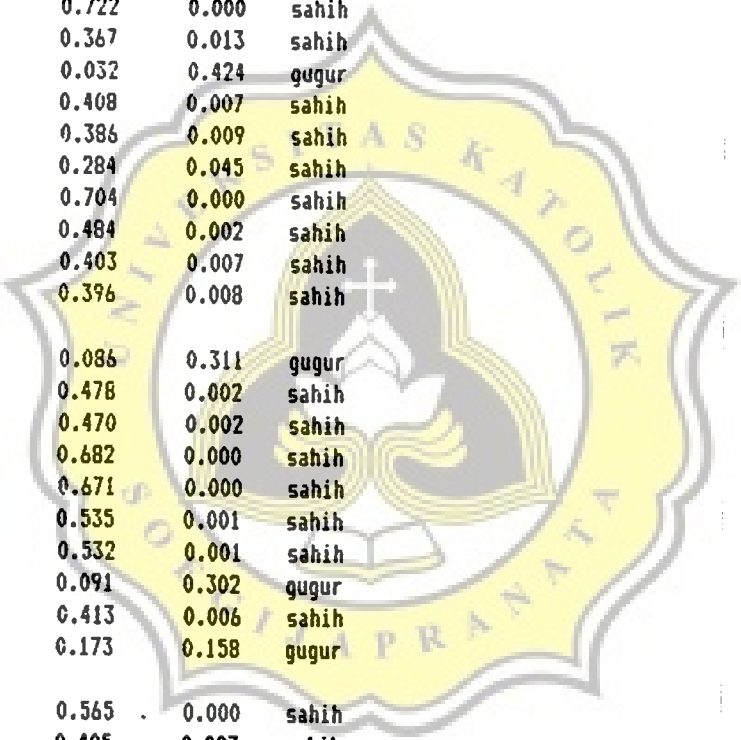 0.722 0.000 sahih
0.367 0.013 sahih
0.032 0.424 gugur
0.408 0.007 sahih
0.386 0.009 sahih
0.284 0.045 sahih
0.704 0.000 sahih
0.484 0.002 sahih
0.403 0.007 sahih
0.396 0.008 sahih
0.086 0.311 gugur
0.478 0.002 sahih
0.470 0.002 sahih
0.682 0.000 sahih
0.671 0.000 sahih
0.535 0.001 sahih
0.532 0.001 sahih
0.091 0.302 gugur
0.413 0.006 sahih
0.173 0.158 gugur
0.565 0.000 sahih
UNIVERSITAS KATOLIK
SOEGIJAPRANATA